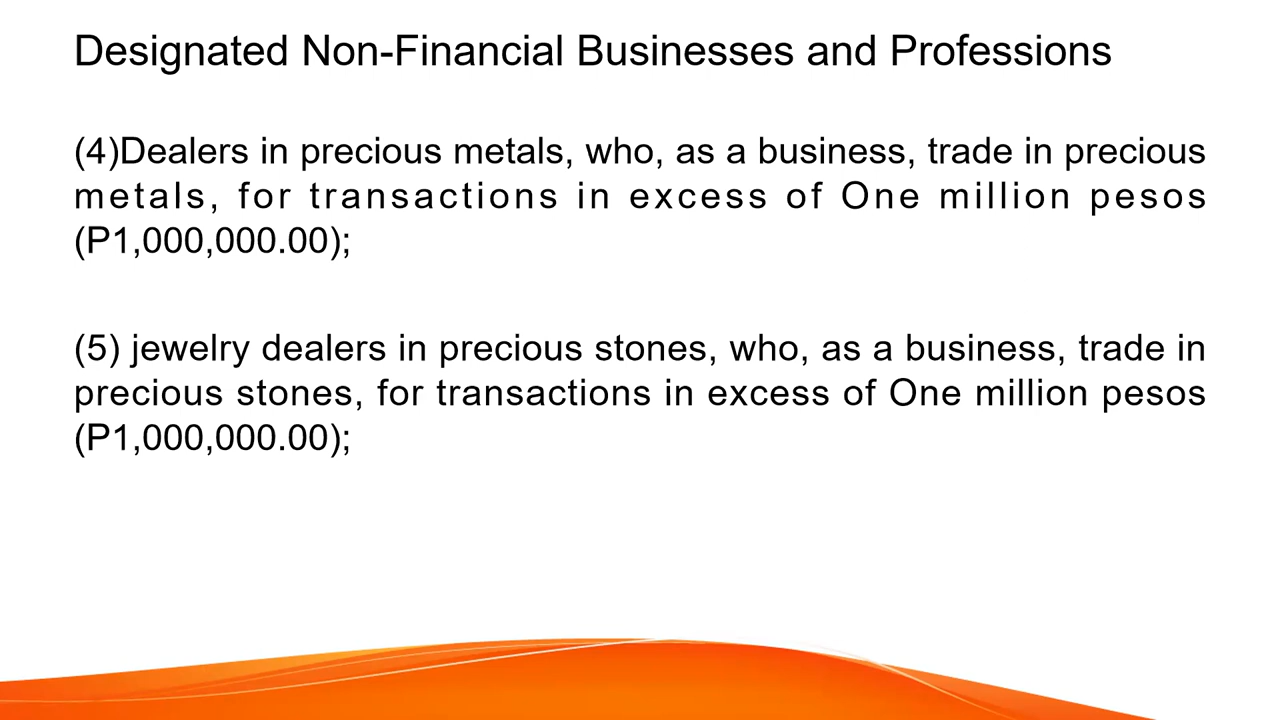 Designated Non-Financial Businesses and Professions
(4)Dealers in precious metals, who, as a business, trade in precious
metals, for transactions in excess of One million pesos
(P1,000,000.00);
(5) jewelry dealers in precious stones, who, as a business, trade in
precious stones, for transactions in excess of One million pesos
(P1,000,000.00);